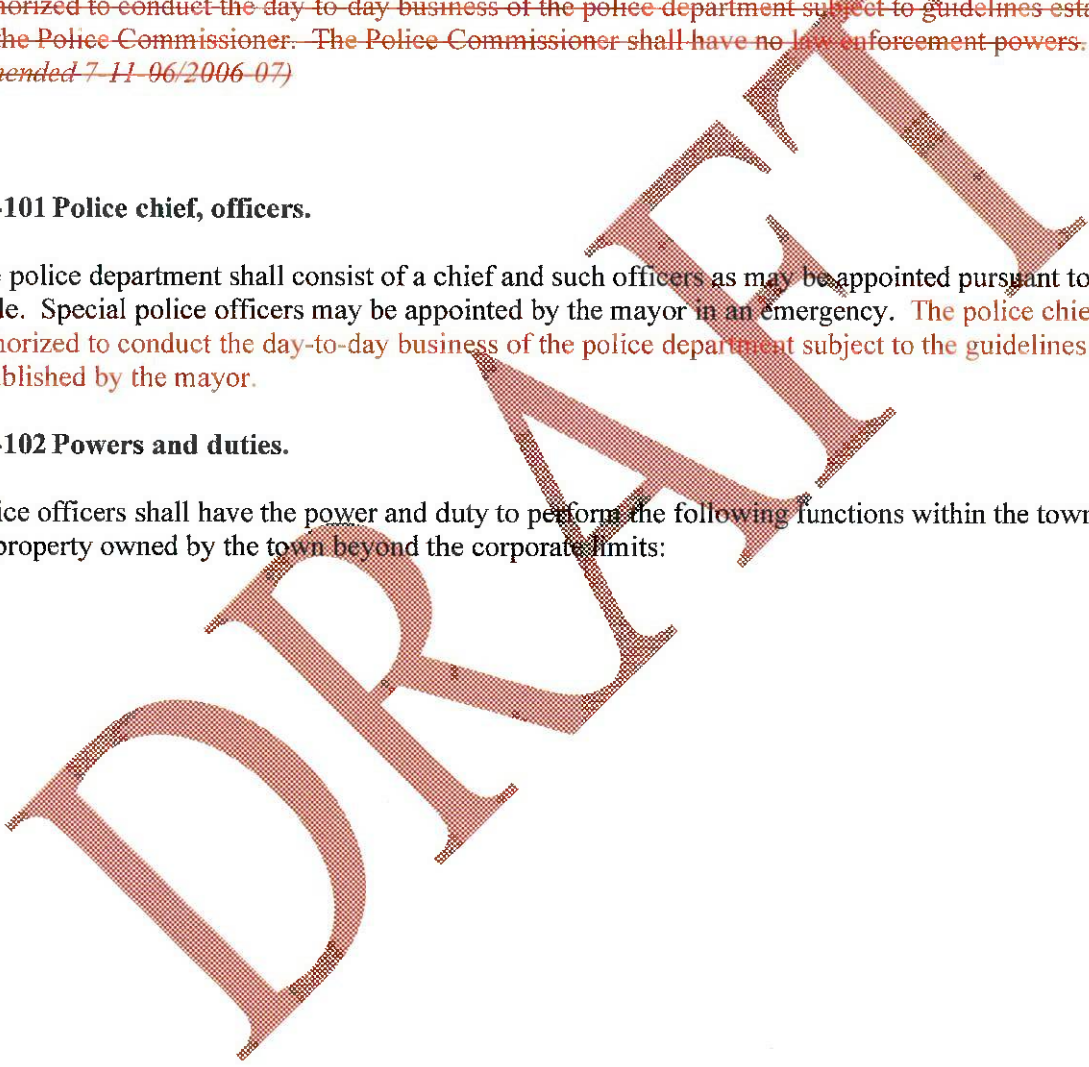 horized to conduct the day-to-day business of the police department subject to guidelines esta
the Police Commissioner. The Police Commissioner shall have no law enforcement powers.
mended 7-11-06/2006-07)
-101 Police chief, officers.
e police department shall consist of a chief and such officers as may be appointed pursuant to
le. Special police officers may be appointed by the mayor in an emergency. The police chie
horized to conduct the day-to-day business of the police department subject to the guidelines
blished by the mayor.
-102 Powers and duties.
ice officers shall have the power and duty to perform the following functions within the town
property owned by the town beyond the corporate limits:
DRAFT